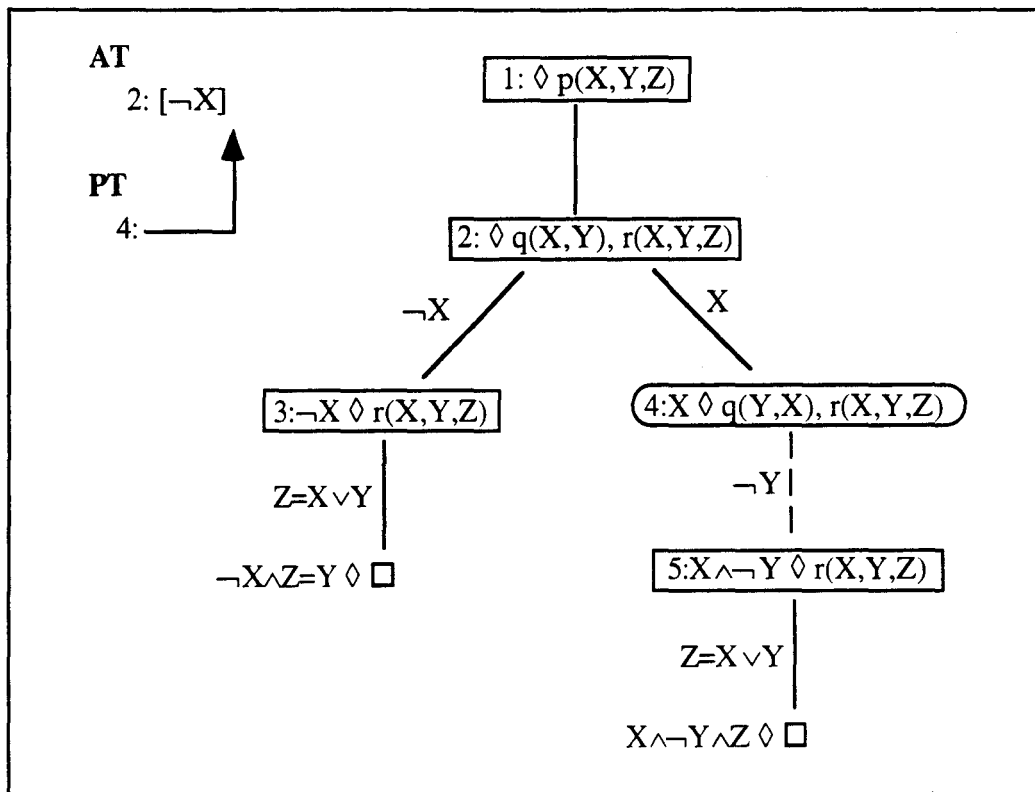 AT
2: [¬X]
PT
4:
1: ◊ p(X,Y,Z)
2: ◊ q(X,Y), r(X,Y,Z)
¬X
X
3:¬X ◊ r(X,Y,Z)
4:X ◊ q(Y,X), r(X,Y,Z)
Z=X∨Y
¬Y
¬X∧Z=Y ◊ □
5:X∧¬Y ◊ r(X,Y,Z)
Z=X∨Y
X∧¬Y∧Z ◊ □